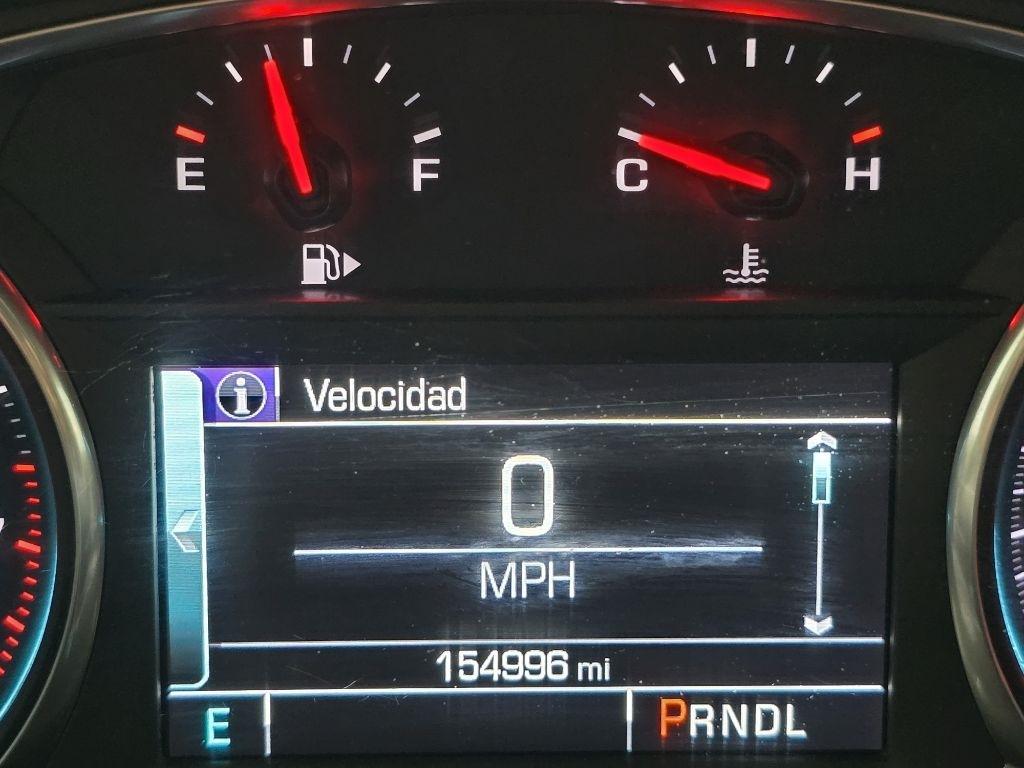 E F C H
Velocidad
0
MPH
154996 mi
E PRNDL